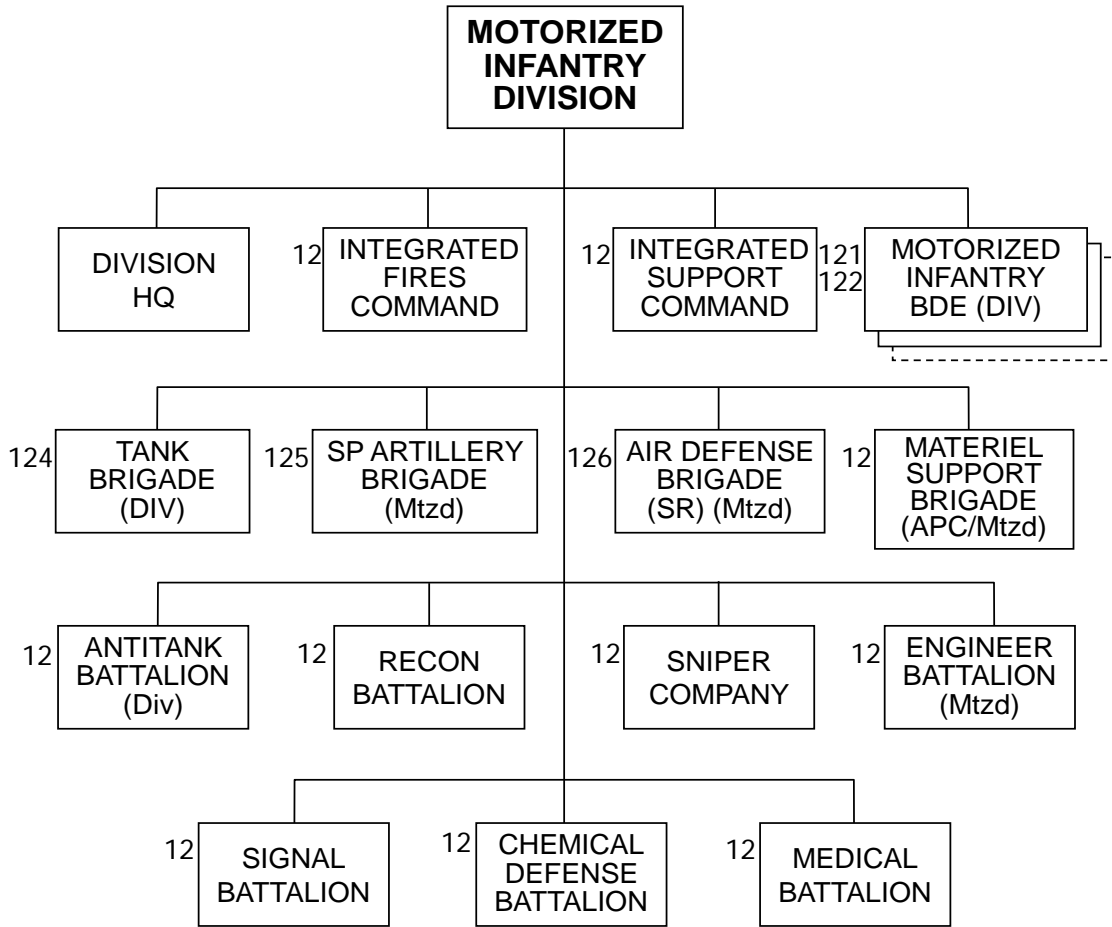 MOTORIZED
INFANTRY
DIVISION
DIVISION
HQ
12
INTEGRATED
FIRES
COMMAND
12
INTEGRATED
SUPPORT
COMMAND
121
122
MOTORIZED
INFANTRY
BDE (DIV)
124
TANK
BRIGADE
(DIV)
125
SP ARTILLERY
BRIGADE
(Mtzd)
126
AIR DEFENSE
BRIGADE
(SR) (Mtzd)
12
MATERIEL
SUPPORT
BRIGADE
(APC/Mtzd)
12
ANTITANK
BATTALION
(Div)
12
RECON
BATTALION
12
SNIPER
COMPANY
12
ENGINEER
BATTALION
(Mtzd)
12
SIGNAL
BATTALION
12
CHEMICAL
DEFENSE
BATTALION
12
MEDICAL
BATTALION